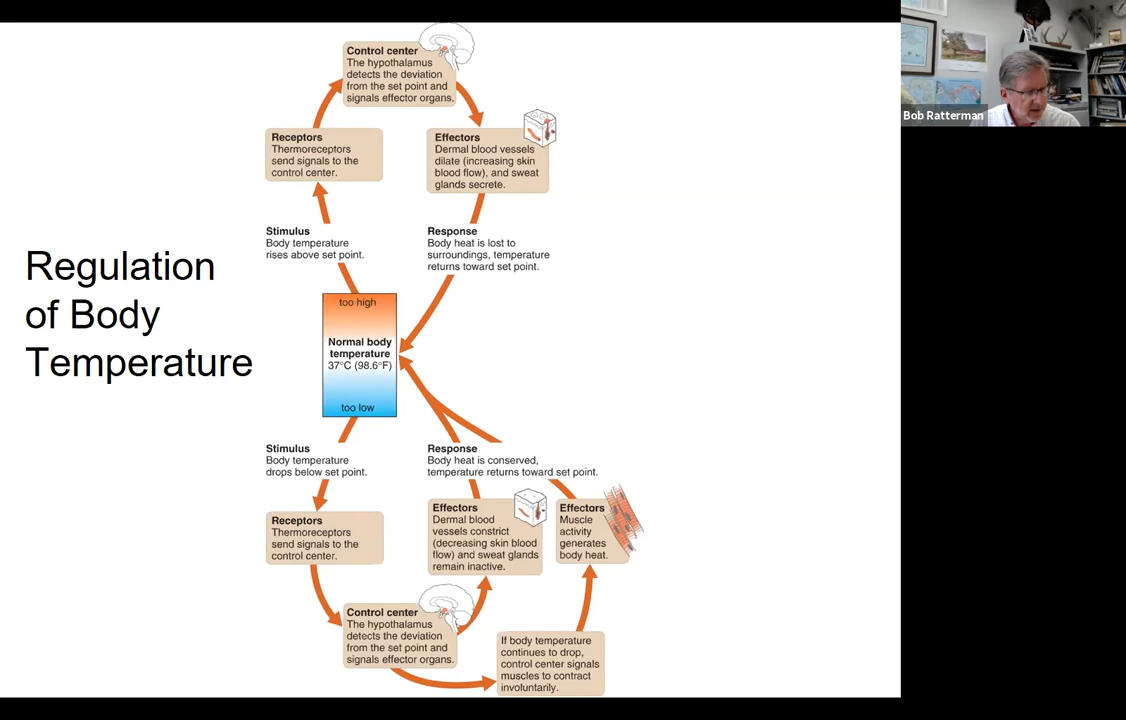 Control center
The hypothalamus
detects the deviation
from the set point and
signals effector organs.
Receptors
Thermoreceptors
send signals to the
control center.
Effectors
Dermal blood vessels
dilate (increasing skin
blood flow), and sweat
glands secrete.
Stimulus
Body temperature
rises above set point.
Response
Body heat is lost to
surroundings, temperature
returns toward set point.
Regulation
of Body
Temperature
too high
Normal body
temperature
37°C (98.6°F)
too low
Stimulus
Body temperature
drops below set point.
Response
Body heat is conserved,
temperature returns toward set point.
Receptors
Thermoreceptors
send signals to the
control center.
Effectors
Dermal blood
vessels constrict
(decreasing skin blood
flow) and sweat glands
remain inactive.
Effectors
Muscle
activity
generates
body heat.
Control center
The hypothalamus
detects the deviation
from the set point and
signals effector organs.
If body temperature
continues to drop,
control center signals
muscles to contract
involuntarily.
Bob Ratterman